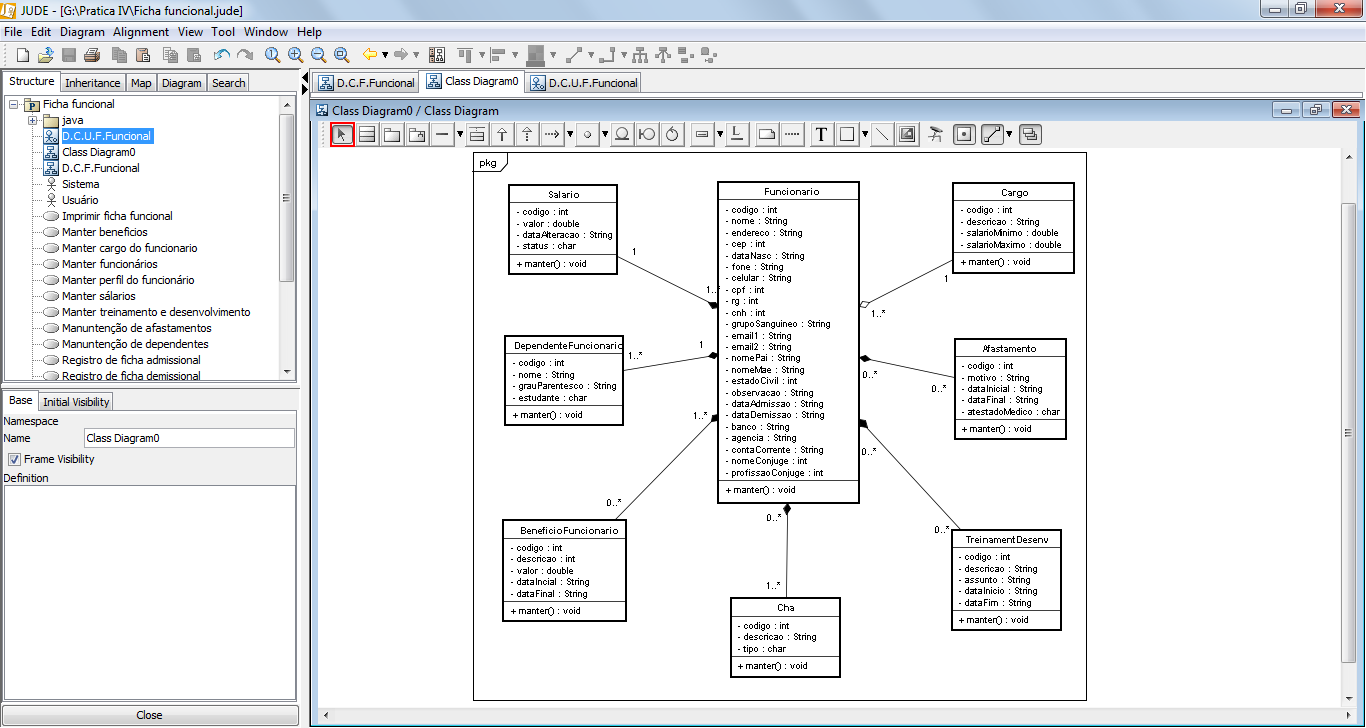 JUDE - [G:\Pratica IV\Ficha funcional.jude]
File Edit Diagram Alignment View Tool Window Help
Structure Inheritance Map Diagram Search
Ficha funcional
java
D.C.U.F.Funcional
Class Diagram0
D.C.F.Funcional
Sistema
Usuário
Imprimir ficha funcional
Manter beneficios
Manter cargo do funcionario
Manter funcionários
Manter perfil do funcionário
Manter sálarios
Manter treinamento e desenvolvimento
Manuntenção de afastamentos
Manuntenção de dependentes
Registro de ficha admissional
Registro de ficha demissional
Base Initial Visibility
Namespace
Name Class Diagram0
Frame Visibility
Definition
Close
D.C.F.Funcional Class Diagram0 D.C.U.F.Funcional
Class Diagram0 / Class Diagram
T
pkg
Salario
- codigo : int
- valor : double
- dataAlteracao : String
- status : char
+ manter() : void
1
1..*
DependenteFuncionario
- codigo : int
- nome : String
- grauParentesco : String
- estudante : char
+ manter() : void
1..*
1
BeneficioFuncionario
- codigo : int
- descricao : int
- valor : double
- dataIncial : String
- dataFinal : String
+ manter() : void
0..*
1..*
Funcionario
- codigo : int
- nome : String
- endereco : String
- cep : int
- dataNasc : String
- fone : String
- celular : String
- cpf : int
- rg : int
- cnh : int
- grupoSanguineo : String
- email1 : String
- email2 : String
- nomePai : String
- nomeMae : String
- estadoCivil : int
- observacao : String
- dataAdmissao : String
- dataDemissao : String
- banco : String
- agencia : String
- contaCorrente : String
- nomeConjuge : int
- profissaoConjuge : int
+ manter() : void
0..*
1..*
Cha
- codigo : int
- descricao : String
- tipo : char
+ manter() : void
Cargo
- codigo : int
- descricao : String
- salarioMinimo : double
- salarioMaximo : double
+ manter() : void
1
1..*
Afastamento
- codigo : int
- motivo : String
- dataInicial : String
- dataFinal : String
- atestadoMedico : char
+ manter() : void
0..*
0..*
TreinamentDesenv
- codigo : int
- descricao : String
- assunto : String
- dataInicio : String
- dataFim : String
+ manter() : void
0..*
0..*